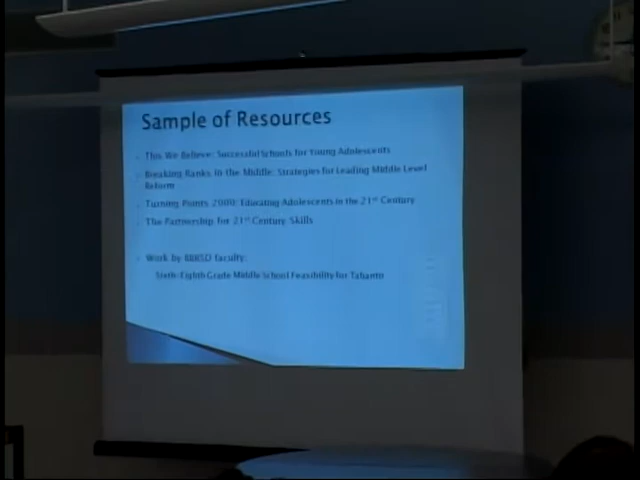 Sample of Resources
This We Believe: Successful Schools for Young Adolescents
Breaking Ranks in the Middle: Strategies for Leading Middle Level
Reform
Turning Points 2000: Educating Adolescents in the 21st Century
The Partnership for 21st Century Skills
Work by BBRSD faculty:
Sixth-Eighth Grade Middle School Feasibility for Tahanto